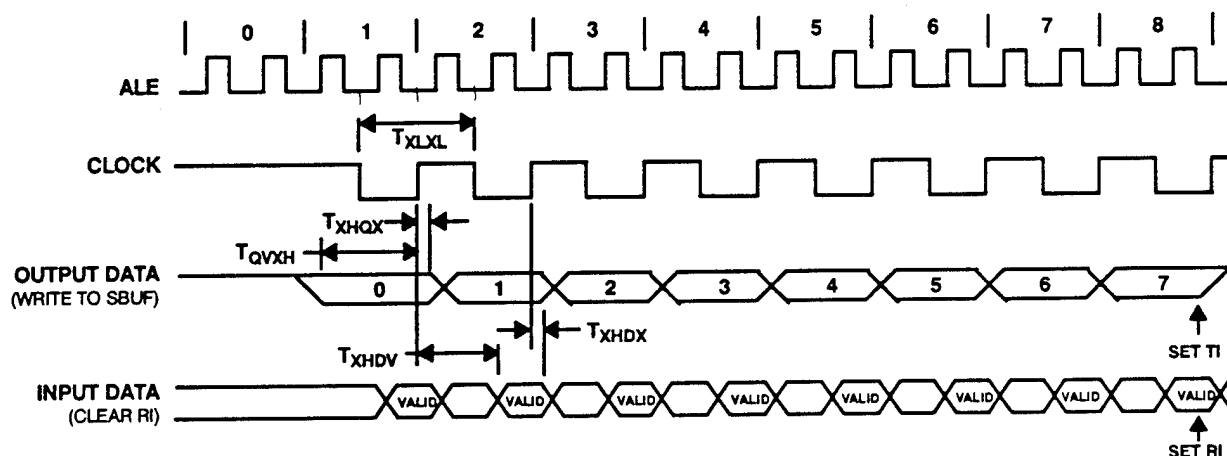 0 1 2 3 4 5 6 7 8
ALE
TXLXL
CLOCK
TXHQX
TQVXH
OUTPUT DATA
(WRITE TO SBUF)
0 1 2 3 4 5 6 7
TXHDX
SET TI
TXHDV
INPUT DATA
(CLEAR RI)
VALID VALID VALID VALID VALID VALID VALID VALID
SET RI